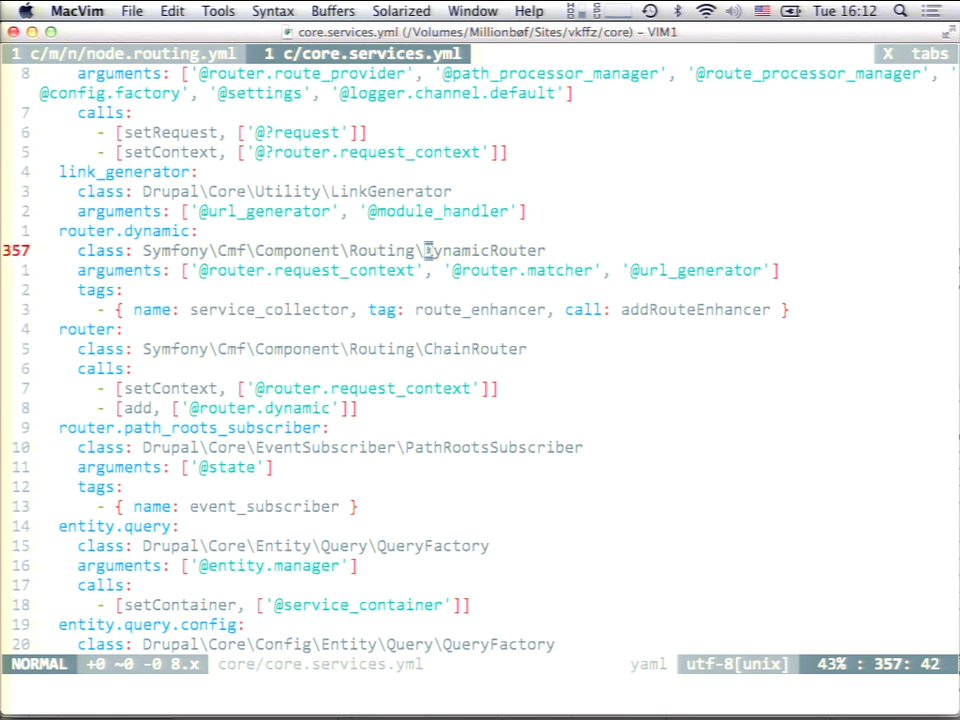 MacVim File Edit Tools Syntax Buffers Solarized Window Help Tue 16:12
core.services.yml (/Volumes/Millionbøf/Sites/vkffz/core) – VIM1
1 c/m/n/node.routing.yml 1 c/core.services.yml X tabs
8 arguments: ['@router.route_provider', '@path_processor_manager', '@route_processor_manager', '
@config.factory', '@settings', '@logger.channel.default']
7 calls:
6 - [setRequest, ['@?request']]
5 - [setContext, ['@?router.request_context']]
4 link_generator:
3 class: Drupal\Core\Utility\LinkGenerator
2 arguments: ['@url_generator', '@module_handler']
1 router.dynamic:
357 class: Symfony\Cmf\Component\Routing\DynamicRouter
1 arguments: ['@router.request_context', '@router.matcher', '@url_generator']
2 tags:
3 - { name: service_collector, tag: route_enhancer, call: addRouteEnhancer }
4 router:
5 class: Symfony\Cmf\Component\Routing\ChainRouter
6 calls:
7 - [setContext, ['@router.request_context']]
8 - [add, ['@router.dynamic']]
9 router.path_roots_subscriber:
10 class: Drupal\Core\EventSubscriber\PathRootsSubscriber
11 arguments: ['@state']
12 tags:
13 - { name: event_subscriber }
14 entity.query:
15 class: Drupal\Core\Entity\Query\QueryFactory
16 arguments: ['@entity.manager']
17 calls:
18 - [setContainer, ['@service_container']]
19 entity.query.config:
20 class: Drupal\Core\Config\Entity\Query\QueryFactory
NORMAL +0 ~0 -0 8.x core/core.services.yml yaml utf-8[unix] 43% : 357: 42